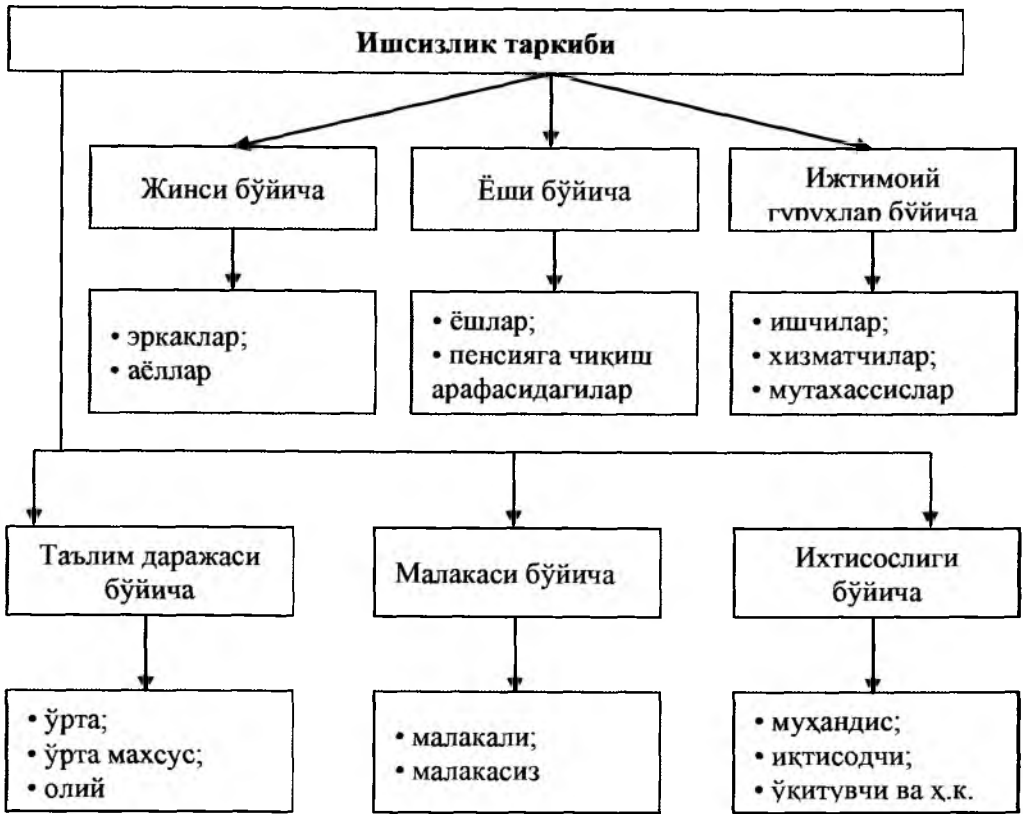 Ишсизлик таркиби
Жинси бўйича
Ёши бўйича
Ижтимоий
гуруҳлар бўйича
• эркаклар;
• аёллар
• ёшлар;
• пенсияга чиқиш
арафасидагилар
• ишчилар;
• хизматчилар;
• мутахассислар
Таълим даражаси
бўйича
Малакаси бўйича
Ихтисослиги
бўйича
• ўрта;
• ўрта махсус;
• олий
• малакали;
• малакасиз
• муҳандис;
• иқтисодчи;
• ўқитувчи ва ҳ.к.